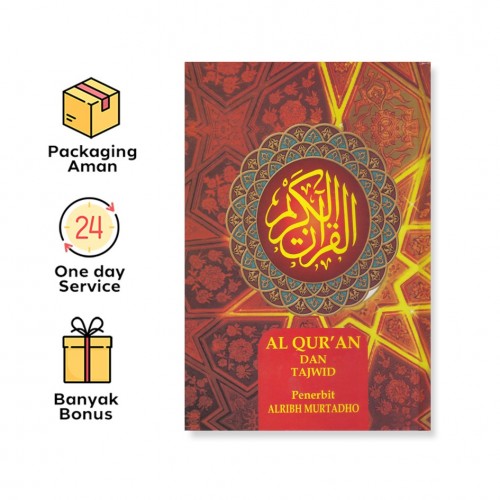 Packaging
Aman
24
One day
Service
Banyak
Bonus
القرآن الكريم
AL QUR'AN
DAN
TAJWID
Penerbit
ALRIBH MURTADHO